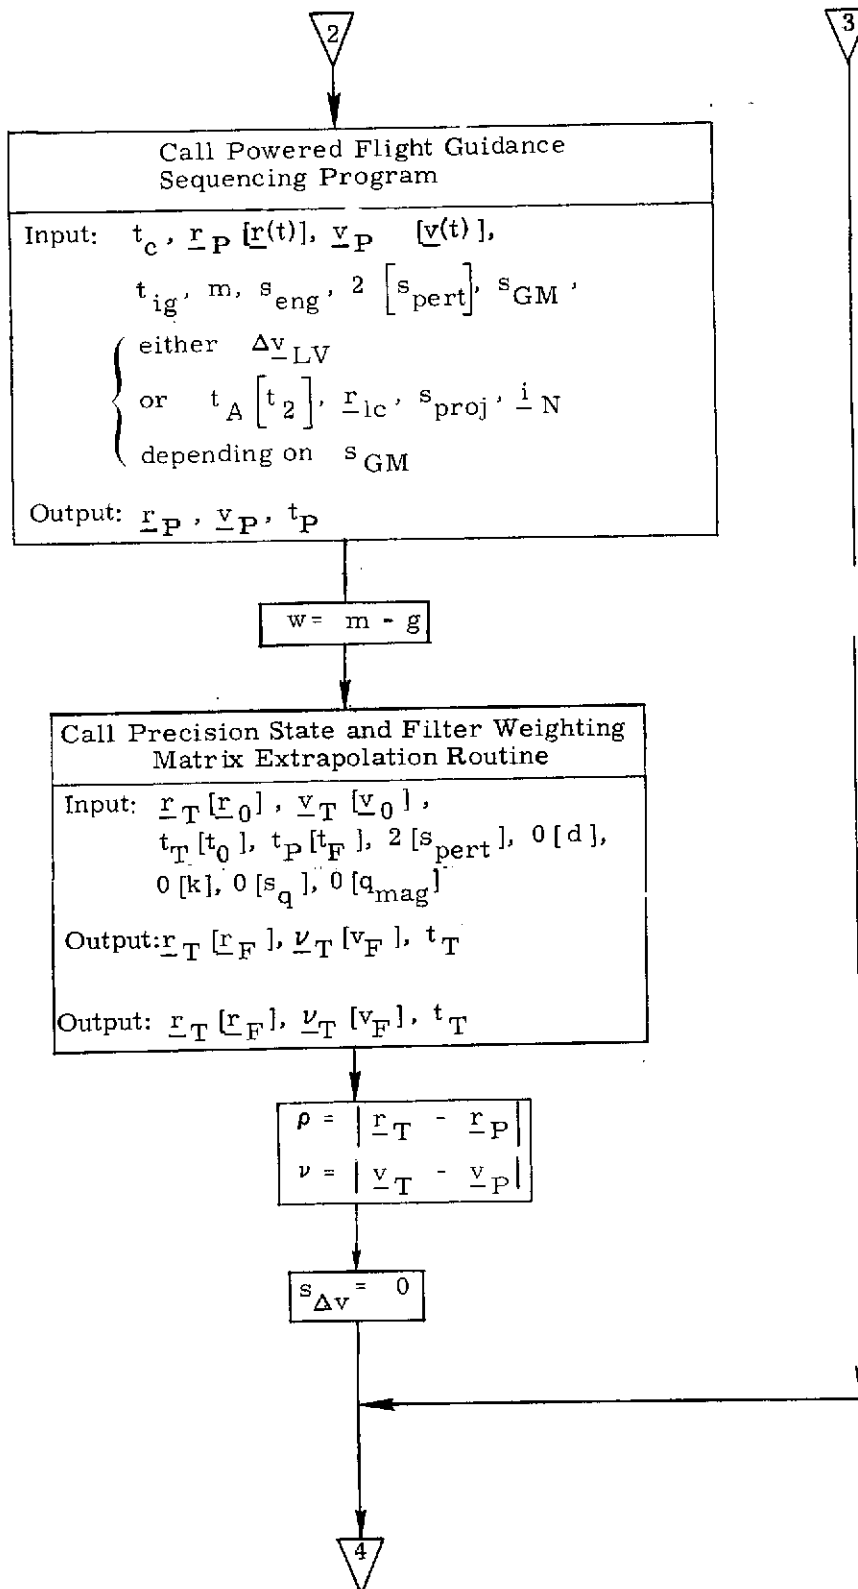 2
3
Call Powered Flight Guidance
Sequencing Program
Input: t_c, r_P [r(t)], v_P [v(t)],
t_ig, m, s_eng, 2 [s_pert], s_GM,
either Δv_LV
or t_A [t_2], r_lc, s_proj, i_N
depending on s_GM
Output: r_P, v_P, t_P
w = m - g
Call Precision State and Filter Weighting
Matrix Extrapolation Routine
Input: r_T [r_0], v_T [v_0],
t_T [t_0], t_P [t_F], 2 [s_pert], 0 [d],
0 [k], 0 [s_q], 0 [q_mag]
Output: r_T [r_F], ν_T [v_F], t_T
Output: r_T [r_F], ν_T [v_F], t_T
ρ = | r_T - r_P |
ν = | v_T - v_P |
s_Δv = 0
4